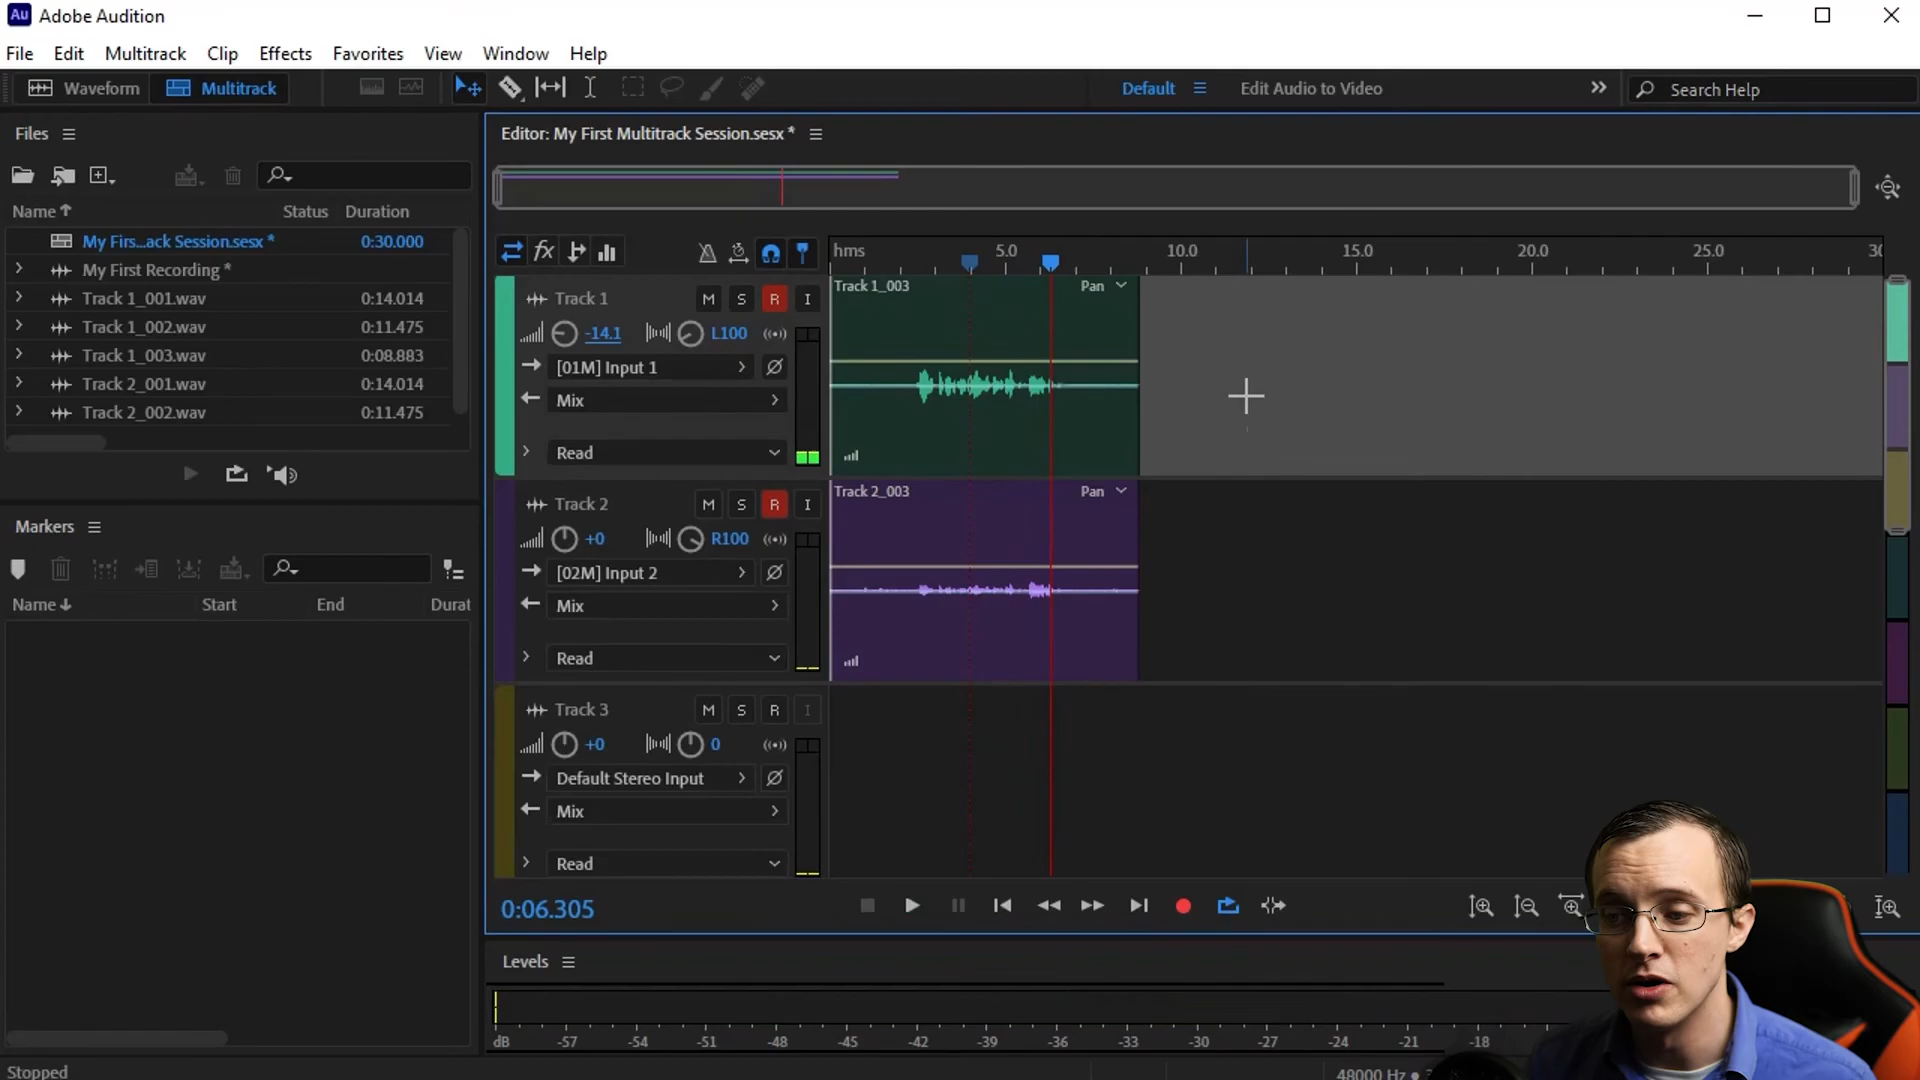 Au Adobe Audition
File Edit Multitrack Clip Effects Favorites View Window Help
Waveform Multitrack Default Edit Audio to Video Search Help
Files
Name Status Duration
My Firs...ack Session.sesx * 0:30.000
My First Recording *
Track 1_001.wav 0:14.014
Track 1_002.wav 0:11.475
Track 1_003.wav 0:08.883
Track 2_001.wav 0:14.014
Track 2_002.wav 0:11.475
Markers
Name Start End Durat
Editor: My First Multitrack Session.sesx *
fx hms 5.0 10.0 15.0 20.0 25.0 30
Track 1 M S R I
-14.1 L100
[01M] Input 1
Mix
Read
Track 1_003 Pan
Track 2 M S R I
+0 R100
[02M] Input 2
Mix
Read
Track 2_003 Pan
Track 3 M S R I
+0 0
Default Stereo Input
Mix
Read
0:06.305
Levels
dB -57 -54 -51 -48 -45 -42 -39 -36 -33 -30 -27 -24 -21 -18
Stopped 48000 Hz ●